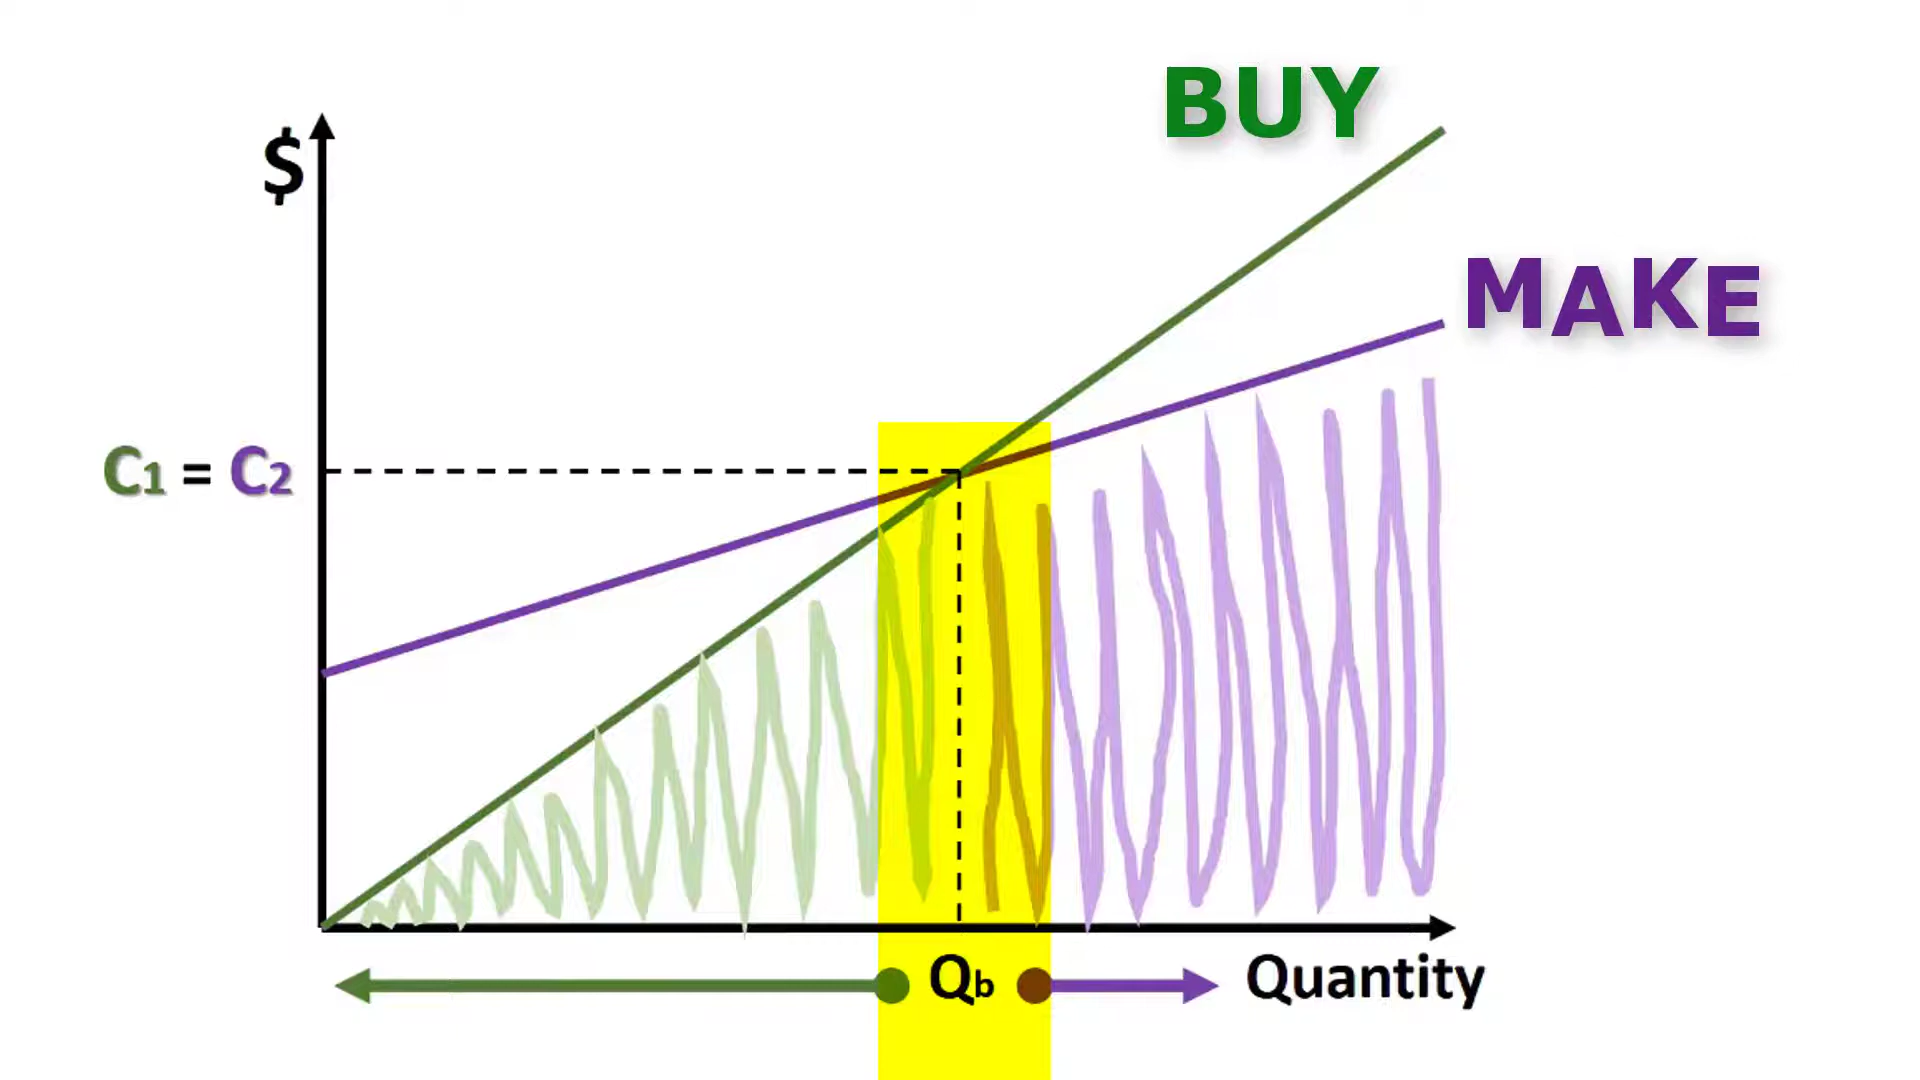 BUY
$
MAKE
C1 = C2
Qb
Quantity